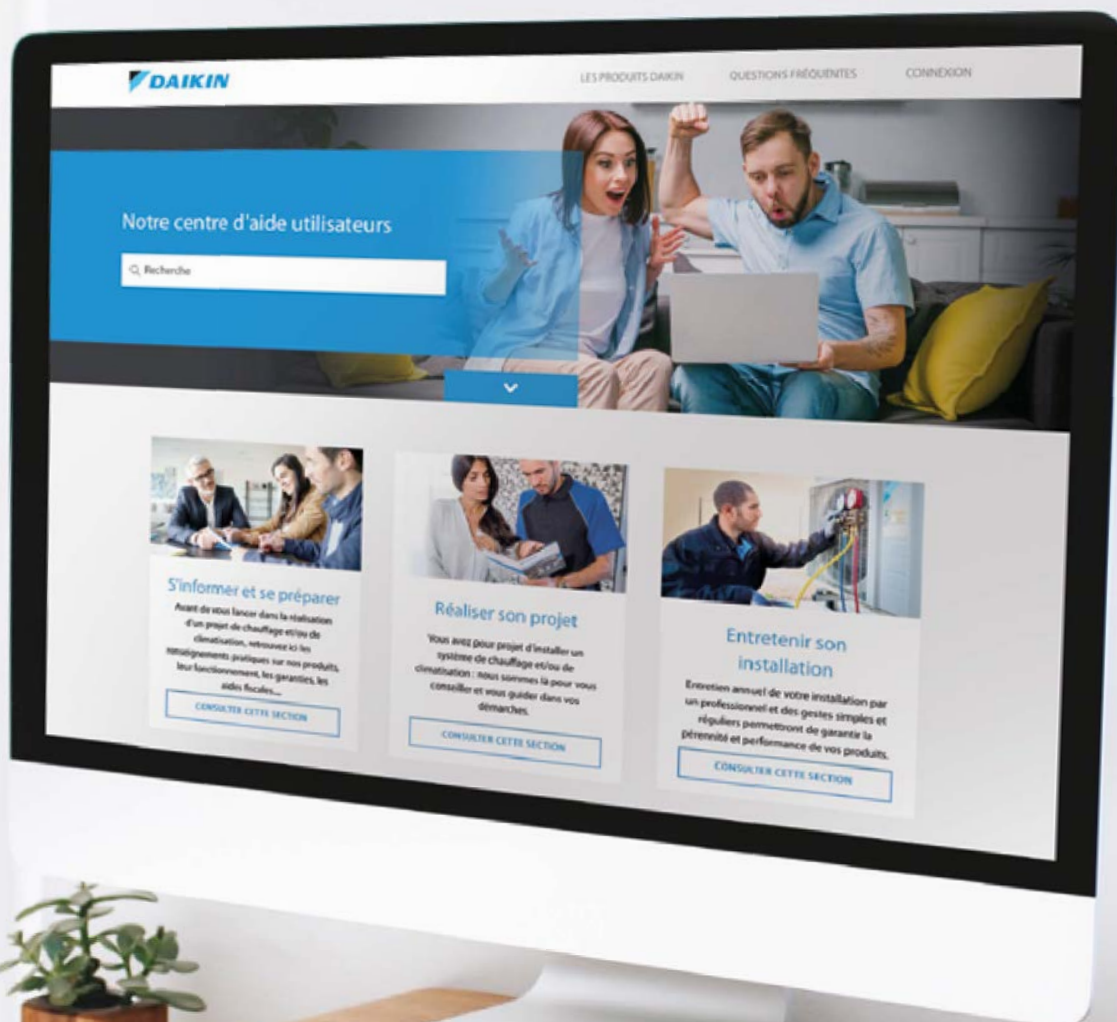 DAIKIN
LES PRODUITS DAIKIN
QUESTIONS FRÉQUENTES
CONNEXION
Notre centre d'aide utilisateurs
Recherche
S'informer et se préparer
Avant de vous lancer dans la réalisation
d'un projet de chauffage et/ou de
climatisation, retrouvez ici les
renseignements pratiques sur nos produits,
leur fonctionnement, les garanties, les
aides fiscales...
CONSULTER CETTE SECTION
Réaliser son projet
Vous avez pour projet d'installer un
système de chauffage et/ou de
climatisation : nous sommes là pour vous
conseiller et vous guider dans vos
démarches.
CONSULTER CETTE SECTION
Entretenir son
installation
Entretien annuel de votre installation par
un professionnel et des gestes simples et
réguliers permettront de garantir la
pérennité et performance de vos produits.
CONSULTER CETTE SECTION